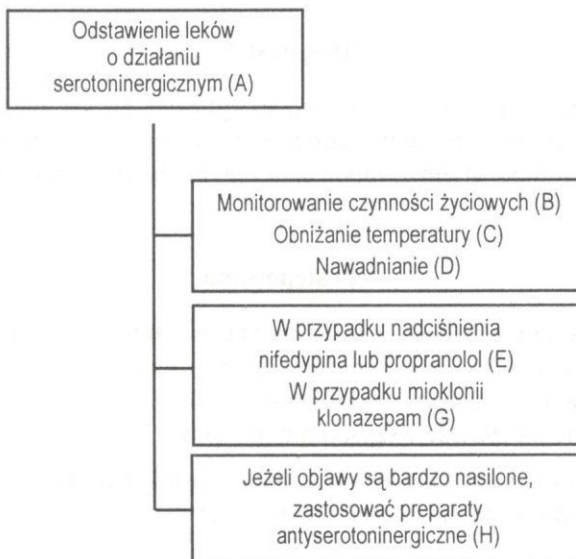 Odstawienie leków
o działaniu
serotoninergicznym (A)
Monitorowanie czynności życiowych (B)
Obniżanie temperatury (C)
Nawadnianie (D)
W przypadku nadciśnienia
nifedypina lub propranolol (E)
W przypadku mioklonii
klonazepam (G)
Jeżeli objawy są bardzo nasilone,
zastosować preparaty
antyserotoninergiczne (H)